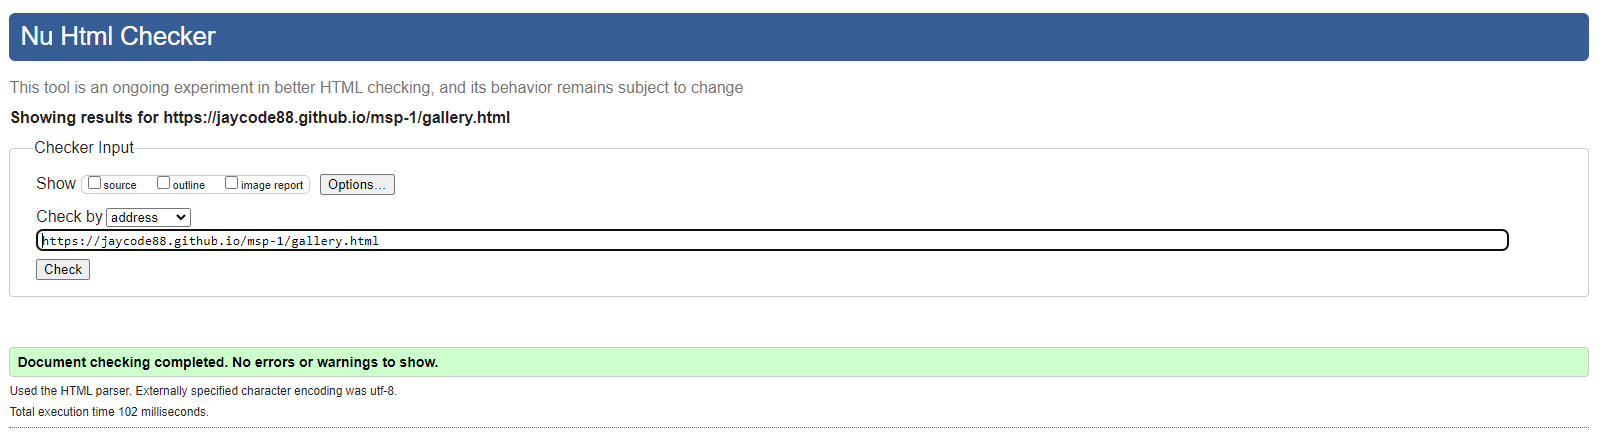 Nu Html Checker
This tool is an ongoing experiment in better HTML checking, and its behavior remains subject to change
Showing results for https://jaycode88.github.io/msp-1/gallery.html
Checker Input
Show source outline image report Options...
Check by address
https://jaycode88.github.io/msp-1/gallery.html
Check
Document checking completed. No errors or warnings to show.
Used the HTML parser. Externally specified character encoding was utf-8.
Total execution time 102 milliseconds.